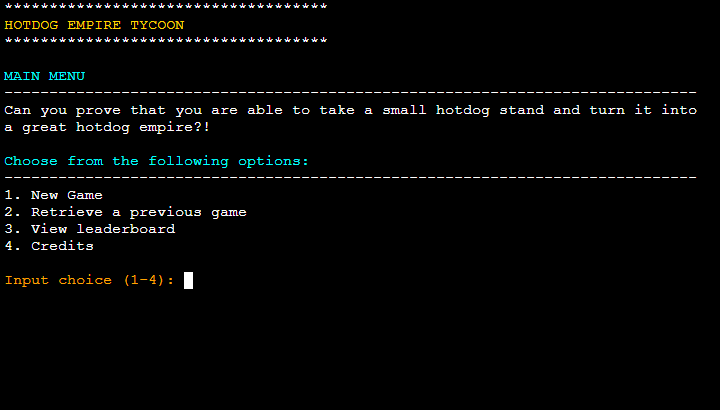 ************************************
HOTDOG EMPIRE TYCOON
************************************
MAIN MENU
-----------------------------------------------------------------------------
Can you prove that you are able to take a small hotdog stand and turn it into
a great hotdog empire?!
Choose from the following options:
-----------------------------------------------------------------------------
1. New Game
2. Retrieve a previous game
3. View leaderboard
4. Credits
Input choice (1-4):